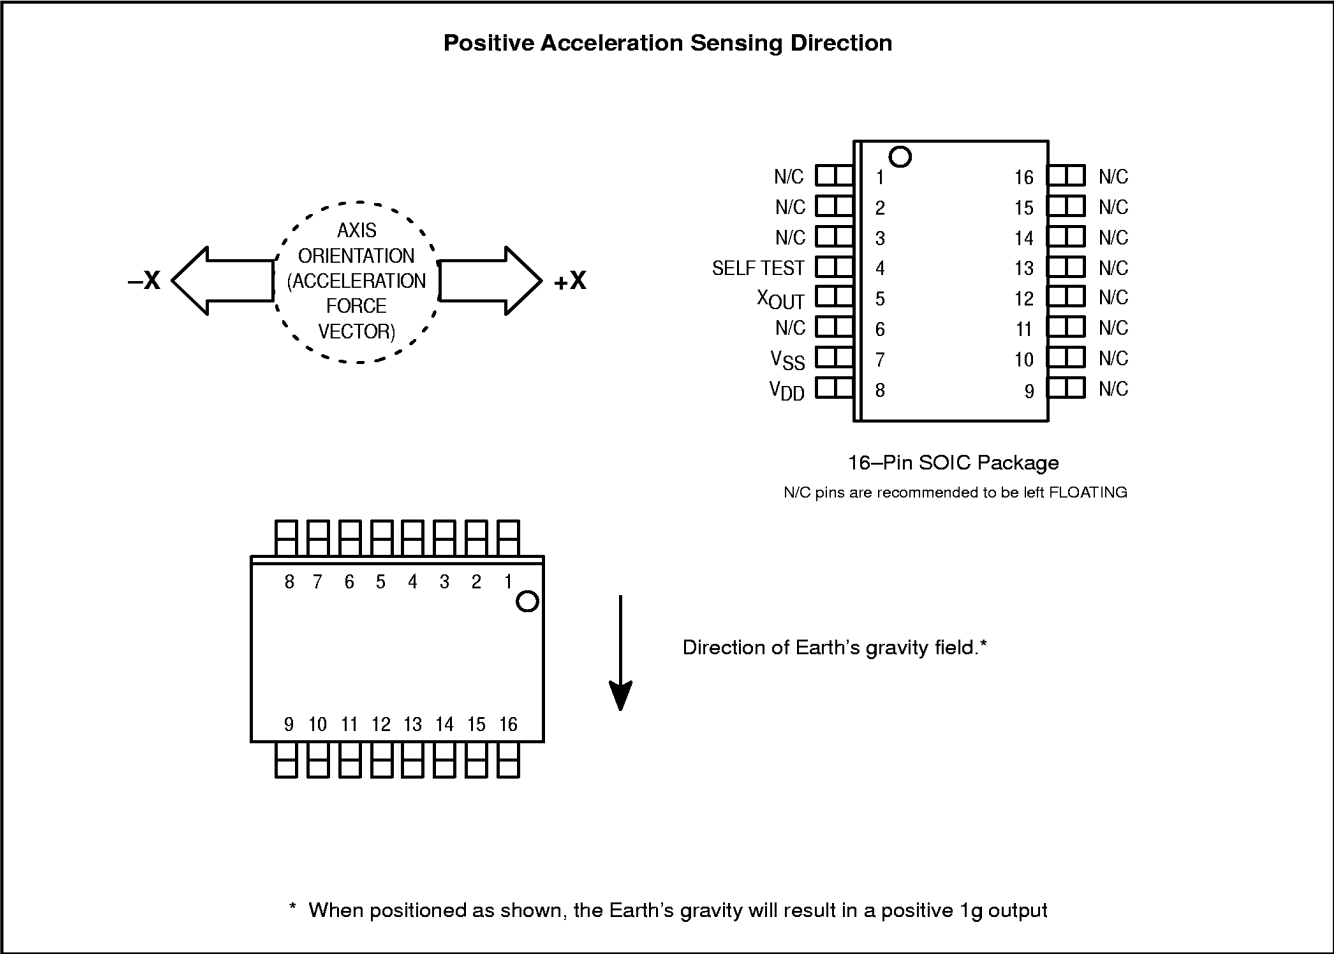 Positive Acceleration Sensing Direction
–X
AXIS
ORIENTATION
(ACCELERATION
FORCE
VECTOR)
+X
N/C 1 16 N/C
N/C 2 15 N/C
N/C 3 14 N/C
SELF TEST 4 13 N/C
XOUT 5 12 N/C
N/C 6 11 N/C
VSS 7 10 N/C
VDD 8 9 N/C
16–Pin SOIC Package
N/C pins are recommended to be left FLOATING
8 7 6 5 4 3 2 1
Direction of Earth's gravity field.*
9 10 11 12 13 14 15 16
* When positioned as shown, the Earth's gravity will result in a positive 1g output